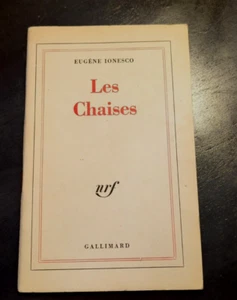 EUGÈNE IONESCO
Les
Chaises
nrf
GALLIMARD